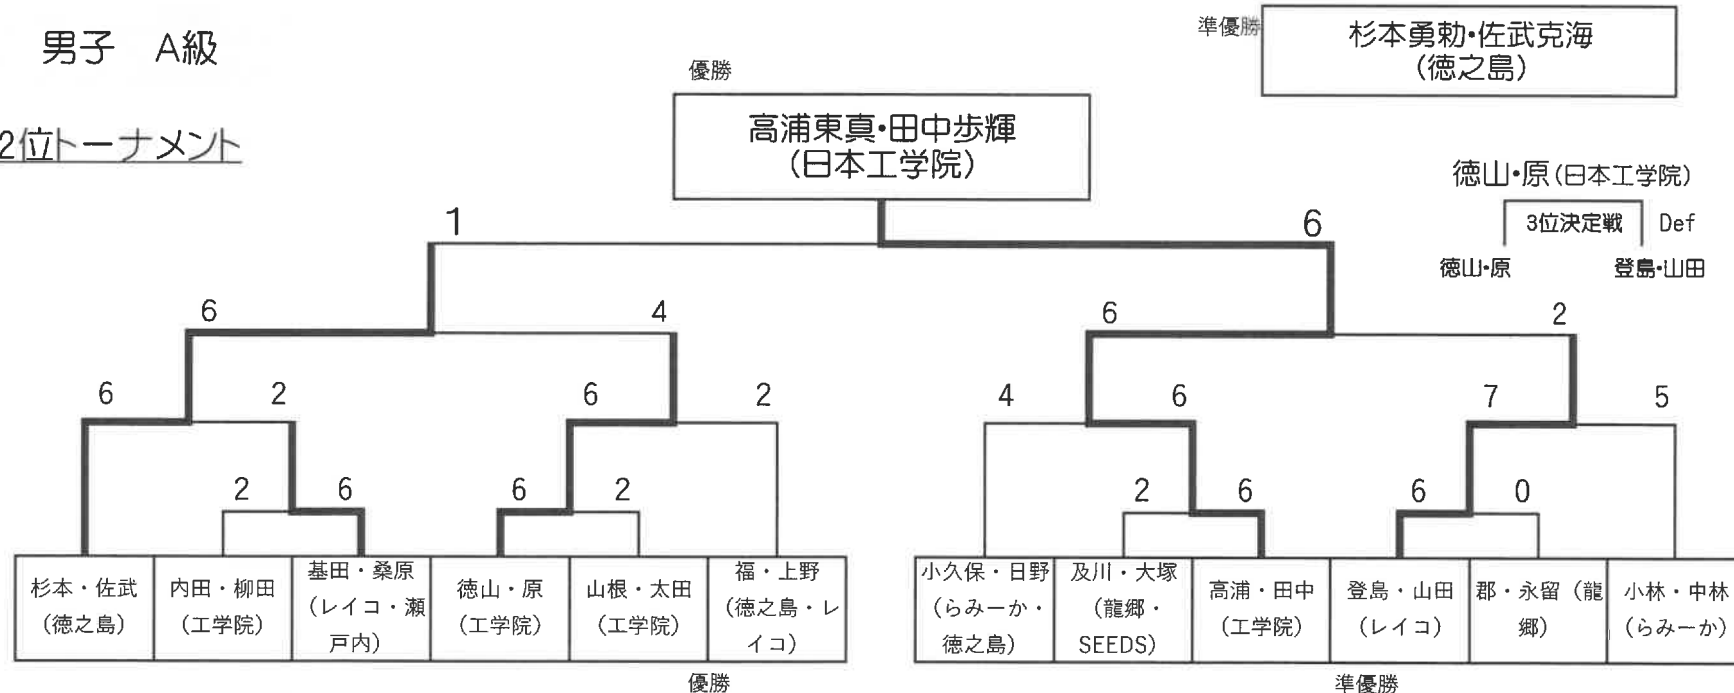 男子 A級
準優勝
杉本勇勅・佐武克海
(徳之島)
優勝
高浦東真・田中歩輝
(日本工学院)
2位トーナメント
徳山・原(日本工学院)
3位決定戦 Def
徳山・原 登島・山田
1 6
6 4 6 2
6 2 6 2 4 6 7 5
2 6 6 2 2 6 6 0
杉本・佐武
(徳之島)
内田・柳田
(工学院)
基田・桑原
(レイコ・瀬
戸内)
徳山・原
(工学院)
山根・太田
(工学院)
福・上野
(徳之島・レ
イコ)
小久保・日野
(らみーか・
徳之島)
及川・大塚
(龍郷・
SEEDS)
高浦・田中
(工学院)
登島・山田
(レイコ)
郡・永留(龍
郷)
小林・中林
(らみーか)
優勝
準優勝